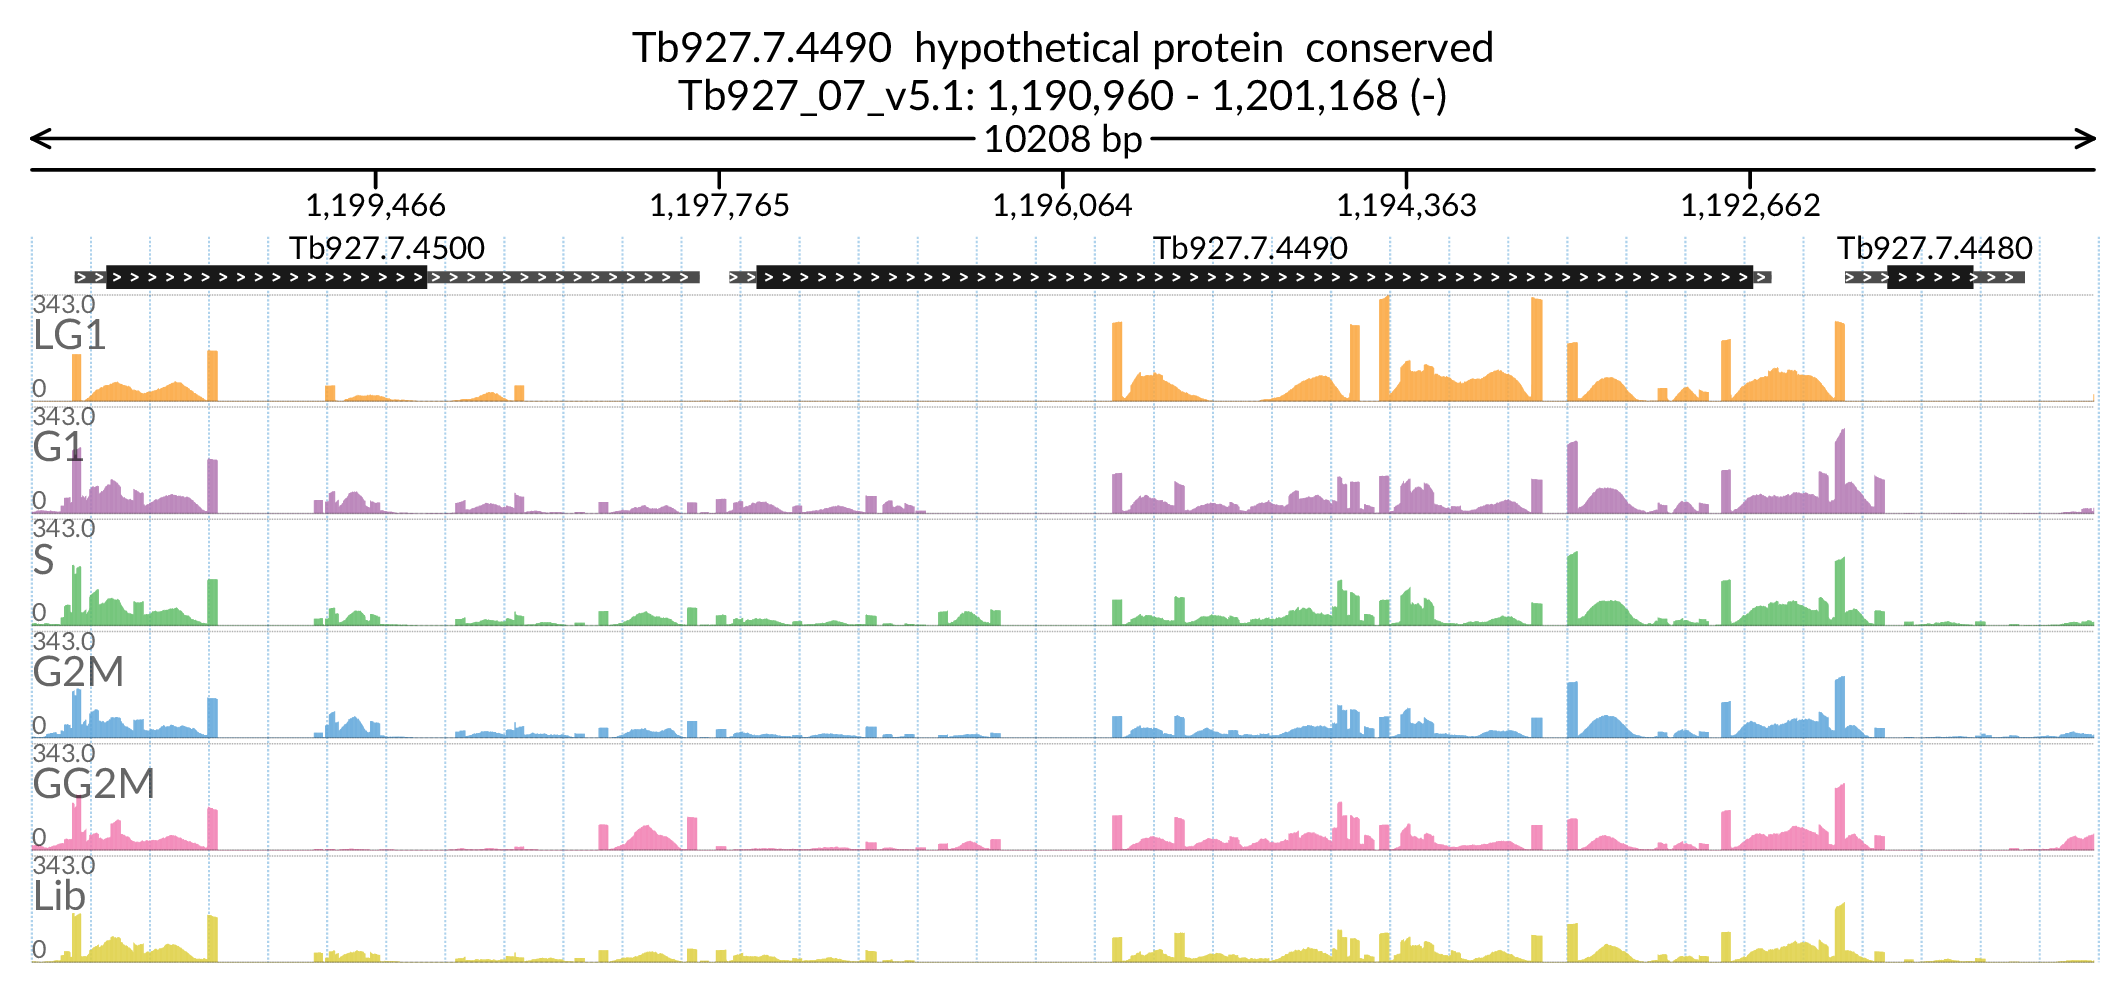 Tb927.7.4490  hypothetical protein  conserved
Tb927_07_v5.1: 1,190,960 - 1,201,168 (-)
10208 bp
1,199,466 1,197,765 1,196,064 1,194,363 1,192,662
Tb927.7.4500 Tb927.7.4490 Tb927.7.4480
343.0
LG1
0
343.0
G1
0
343.0
S
0
343.0
G2M
0
343.0
GG2M
0
343.0
Lib
0